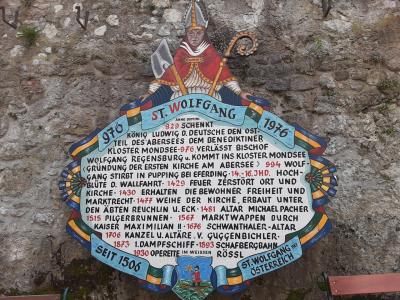 976 ST. WOLFGANG 1976
829 SCHENKT
KÖNIG LUDWIG D. DEUTSCHE DEN OST-
TEIL DES ABERSEES DEM BENEDIKTINER
KLOSTER MONDSEE • 976 VERLÄSST BISCHOF
WOLFGANG REGENSBURG u. KOMMT INS KLOSTER MONDSEE
GRÜNDUNG DER ERSTEN KIRCHE AM ABERSEE 994 WOLF-
GANG STIRBT IN PUPPING BEI EFERDING • 14.-16.JHD. HOCH-
BLÜTE D. WALLFAHRT • 1429 FEUER ZERSTÖRT ORT UND
KIRCHE • 1430 ERHALTEN DIE BEWOHNER FREIHEIT UND
MARKTRECHT • 1477 WEIHE DER KIRCHE, ERBAUT UNTER
DEN ÄBTEN REUCHLIN U. ECK • 1481 ALTAR MICHAEL PACHER
1515 PILGERBRUNNEN • 1567 MARKTWAPPEN DURCH
KAISER MAXIMILIAN II • 1676 SCHWANTHALER-ALTAR
1706 KANZEL U. ALTÄRE V. GUGGENBICHLER •
1873 1. DAMPFSCHIFF • 1893 SCHAFBERGBAHN
1930 OPERETTE IM WEISSEN RÖSSL
SEIT 1506 ST. WOLFGANG BEI ÖSTERREICH